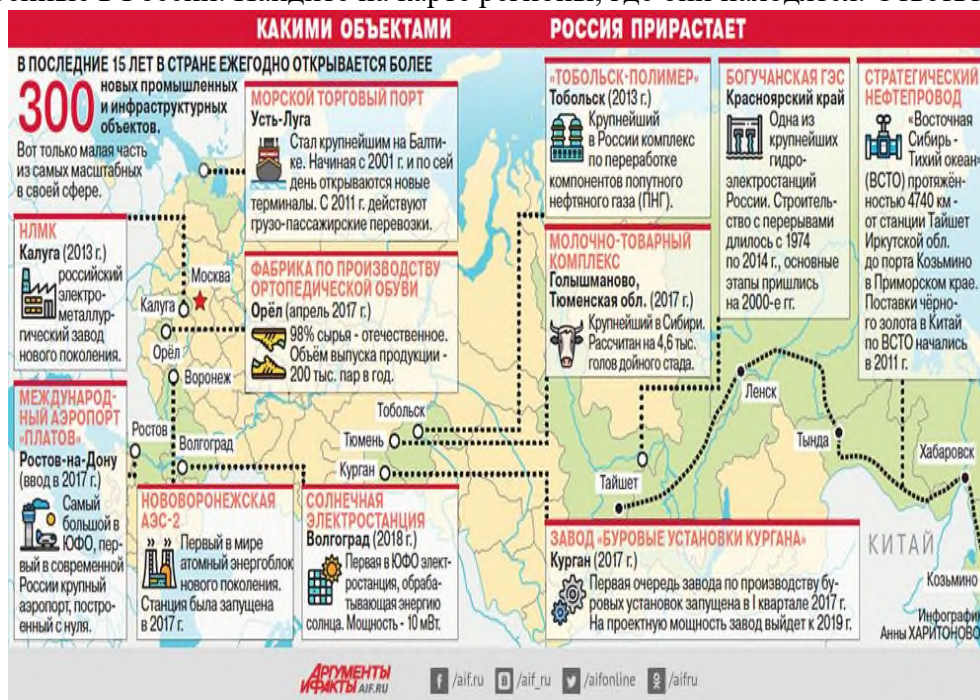 КАКИМИ ОБЪЕКТАМИ РОССИЯ ПРИРАСТАЕТ
В ПОСЛЕДНИЕ 15 ЛЕТ В СТРАНЕ ЕЖЕГОДНО ОТКРЫВАЕТСЯ БОЛЕЕ
300 новых промышленных
и инфраструктурных
объектов.
Вот только малая часть
из самых масштабных
в своей сфере.
МОРСКОЙ ТОРГОВЫЙ ПОРТ
Усть-Луга
Стал крупнейшим на Балти-
ке. Начиная с 2001 г. и по сей
день открываются новые
терминалы. С 2011 г. действуют
грузо-пассажирские перевозки.
«ТОБОЛЬСК-ПОЛИМЕР»
Тобольск (2013 г.)
Крупнейший
в России комплекс
по переработке
компонентов попутного
нефтяного газа (ПНГ).
БОГУЧАНСКАЯ ГЭС
Красноярский край
Одна из
крупнейших
гидро-
электростанций
России. Строитель-
ство с перерывами
длилось с 1974
по 2014 г., основные
этапы пришлись
на 2000-е гг.
СТРАТЕГИЧЕСКИЙ
НЕФТЕПРОВОД
«Восточная
Сибирь -
Тихий океан»
(ВСТО) протяжён-
ностью 4740 км -
от станции Тайшет
Иркутской обл.
до порта Козьмино
в Приморском крае.
Поставки чёрно-
го золота в Китай
по ВСТО начались
в 2011 г.
НЛМК
Калуга (2013 г.)
российский
электро-
металлур-
гический завод
нового поколения.
ФАБРИКА ПО ПРОИЗВОДСТВУ
ОРТОПЕДИЧЕСКОЙ ОБУВИ
Орёл (апрель 2017 г.)
98% сырья - отечественное.
Объём выпуска продукции -
200 тыс. пар в год.
МОЛОЧНО-ТОВАРНЫЙ
КОМПЛЕКС
Голышманово,
Тюменская обл. (2017 г.)
Крупнейший в Сибири.
Рассчитан на 4,6 тыс.
голов дойного стада.
Москва
Калуга
Орёл
Воронеж
Ростов
Волгоград
Тобольск
Тюмень
Курган
Тайшет
Ленск
Тында
Хабаровск
КИТАЙ
Козьмино
МЕЖДУНАРОД-
НЫЙ АЭРОПОРТ
«ПЛАТОВ»
Ростов-на-Дону
(ввод в 2017 г.)
Самый
большой в
ЮФО, пер-
вый в современной
России крупный
аэропорт, постро-
енный с нуля.
НОВОВОРОНЕЖСКАЯ
АЭС-2
Первый в мире
атомный энергоблок
нового поколения.
Станция была запущена
в 2017 г.
СОЛНЕЧНАЯ
ЭЛЕКТРОСТАНЦИЯ
Волгоград (2018 г.)
Первая в ЮФО элект-
ростанция, обраба-
тывающая энергию
солнца. Мощность - 10 мВт.
ЗАВОД «БУРОВЫЕ УСТАНОВКИ КУРГАНА»
Курган (2017 г.)
Первая очередь завода по производству бу-
ровых установок запущена в I квартале 2017 г.
На проектную мощность завод выйдет к 2019 г.
Анны
АРГУМЕНТЫ
И ФАКТЫ AIF.RU
/aif.ru /aif_ru /aifonline /aifru